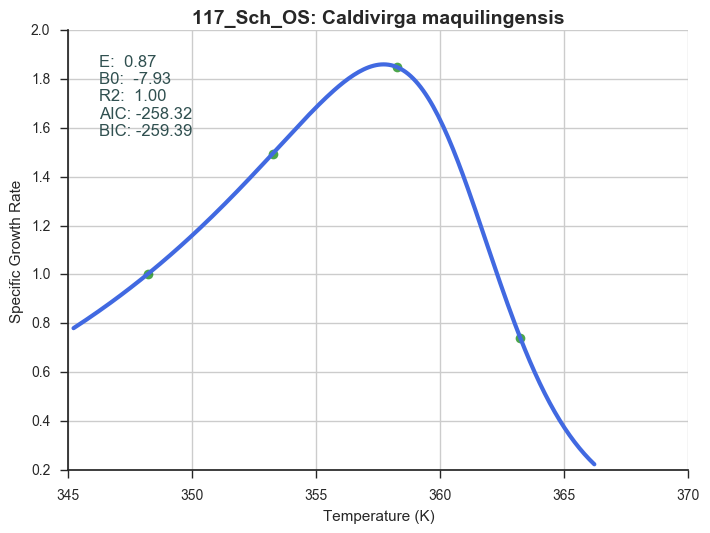 117_Sch_OS: Caldivirga maquilingensis
E:  0.87
B0:  -7.93
R2:  1.00
AIC: -258.32
BIC: -259.39
2.0
1.8
1.6
1.4
1.2
1.0
0.8
0.6
0.4
0.2
Specific Growth Rate
345 350 355 360 365 370
Temperature (K)